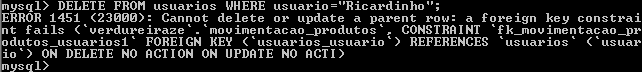 mysql> DELETE FROM usuarios WHERE usuario="Ricardinho";
ERROR 1451 (23000): Cannot delete or update a parent row: a foreign key constrai
nt fails (`verdureiraze`.`movimentacao_produtos`, CONSTRAINT `fk_movimentacao_pr
odutos_usuarios1` FOREIGN KEY (`usuarios_usuario`) REFERENCES `usuarios` (`usuar
io`) ON DELETE NO ACTION ON UPDATE NO ACTI)
mysql>